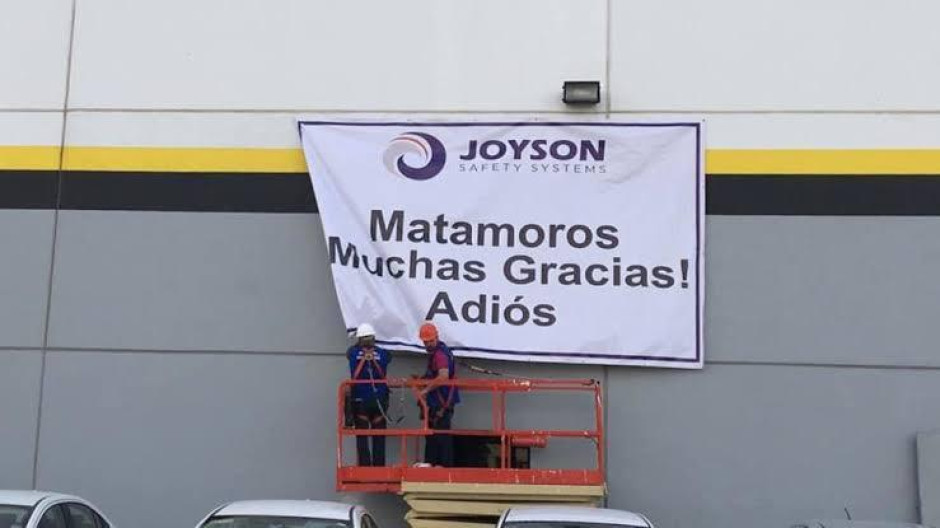 JOYSON
SAFETY SYSTEMS
Matamoros
Muchas Gracias!
Adiós